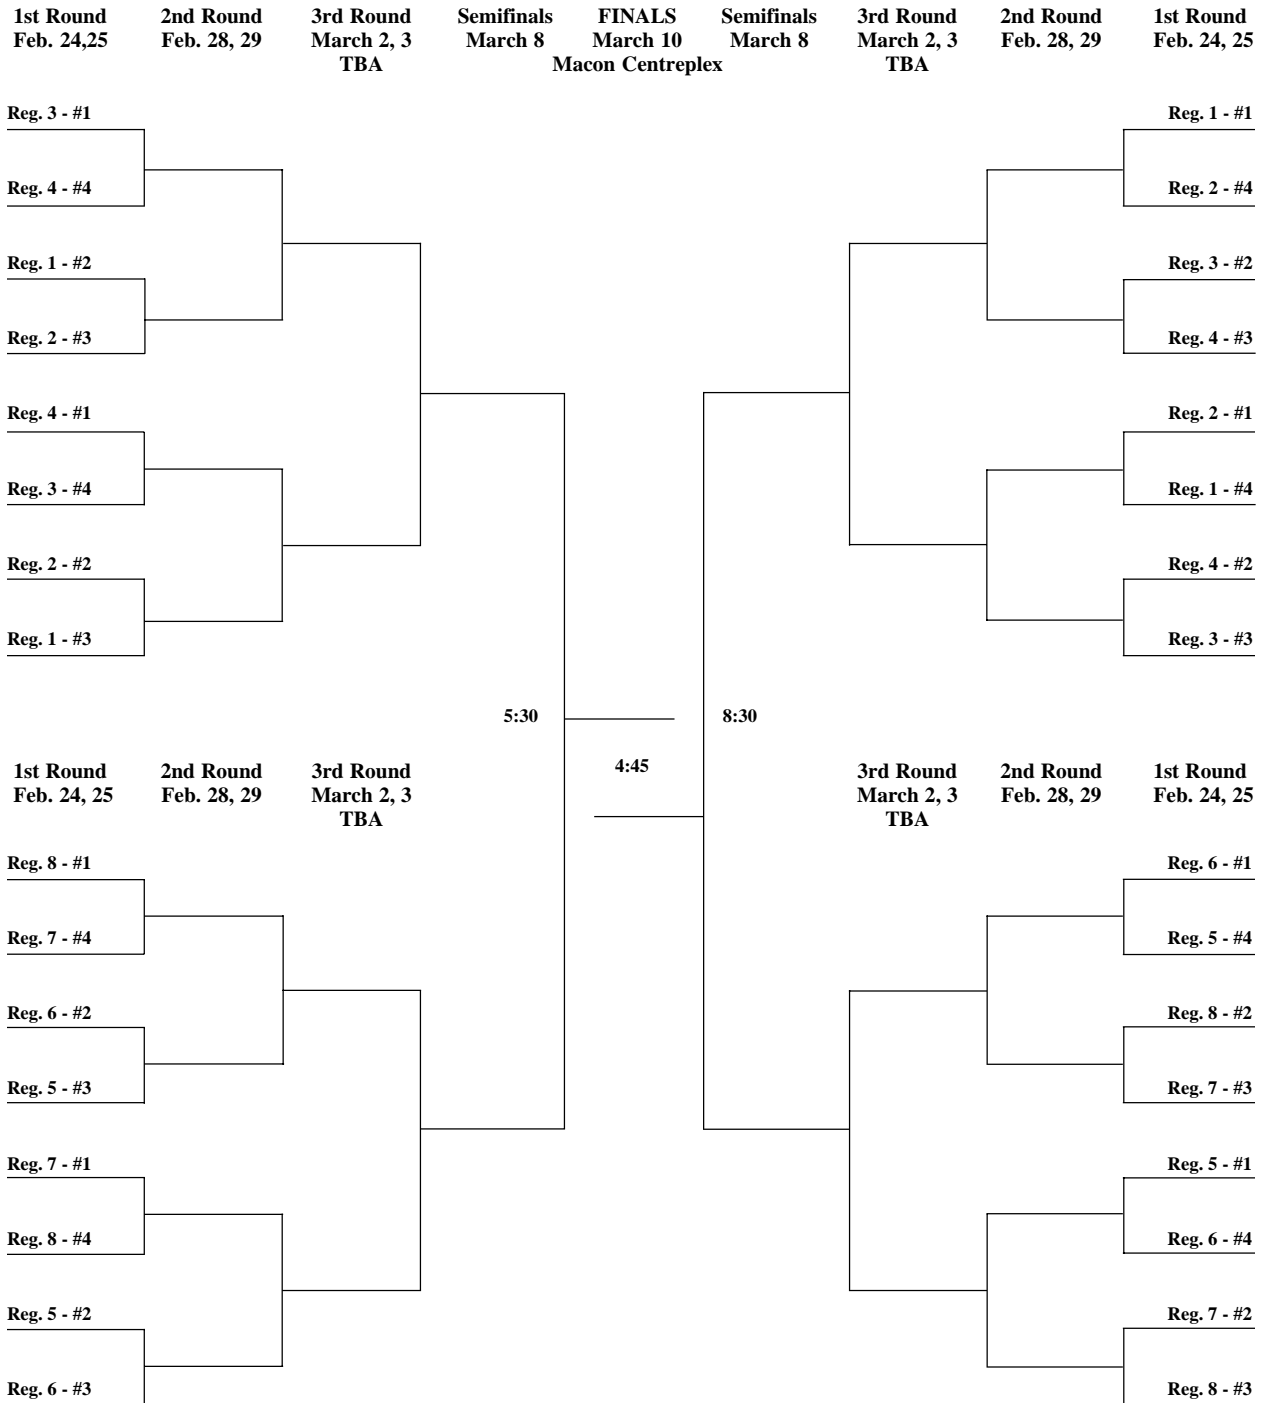 1st Round 2nd Round 3rd Round Semifinals FINALS Semifinals 3rd Round 2nd Round 1st Round
Feb. 24,25 Feb. 28, 29 March 2, 3 March 8 March 10 March 8 March 2, 3 Feb. 28, 29 Feb. 24, 25
TBA Macon Centreplex TBA
Reg. 3 - #1 Reg. 1 - #1
Reg. 4 - #4 Reg. 2 - #4
Reg. 1 - #2 Reg. 3 - #2
Reg. 2 - #3 Reg. 4 - #3
Reg. 4 - #1 Reg. 2 - #1
Reg. 3 - #4 Reg. 1 - #4
Reg. 2 - #2 Reg. 4 - #2
Reg. 1 - #3 Reg. 3 - #3
5:30 8:30
4:45
1st Round 2nd Round 3rd Round 3rd Round 2nd Round 1st Round
Feb. 24, 25 Feb. 28, 29 March 2, 3 March 2, 3 Feb. 28, 29 Feb. 24, 25
TBA TBA
Reg. 8 - #1 Reg. 6 - #1
Reg. 7 - #4 Reg. 5 - #4
Reg. 6 - #2 Reg. 8 - #2
Reg. 5 - #3 Reg. 7 - #3
Reg. 7 - #1 Reg. 5 - #1
Reg. 8 - #4 Reg. 6 - #4
Reg. 5 - #2 Reg. 7 - #2
Reg. 6 - #3 Reg. 8 - #3